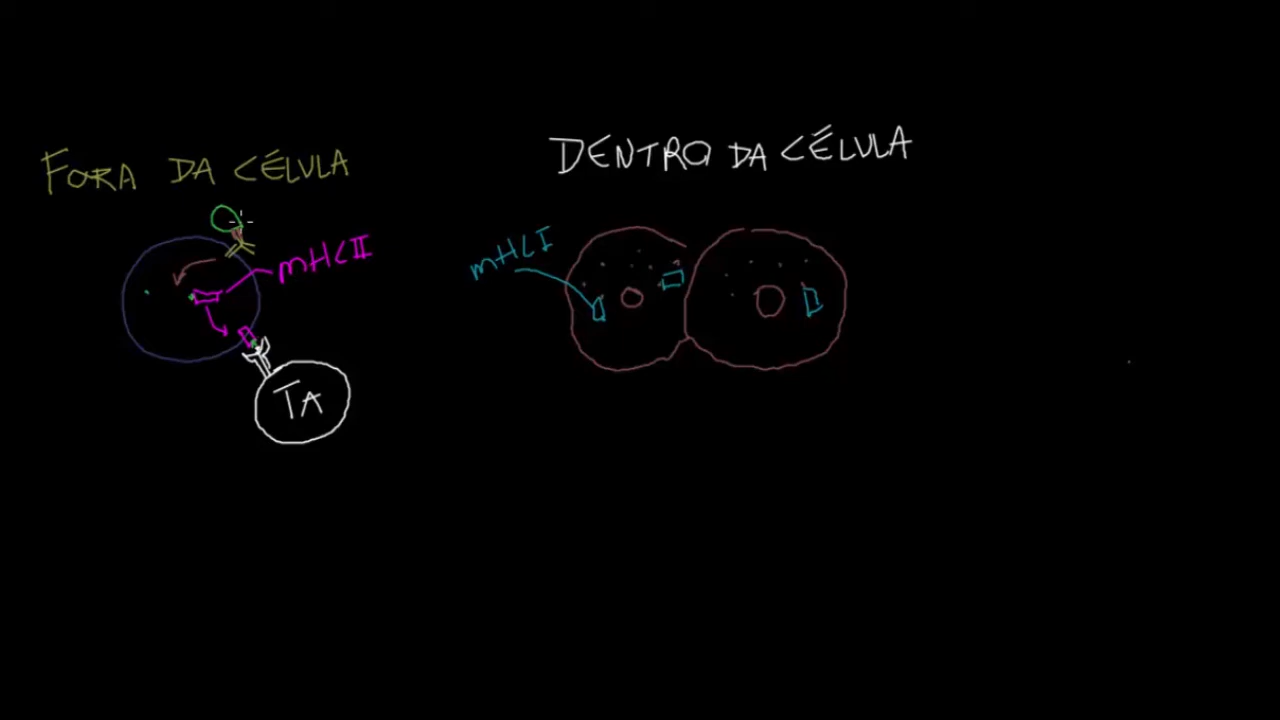 FORA DA CÉLULA
DENTRO DA CÉLULA
mHC II
mHC I
TA